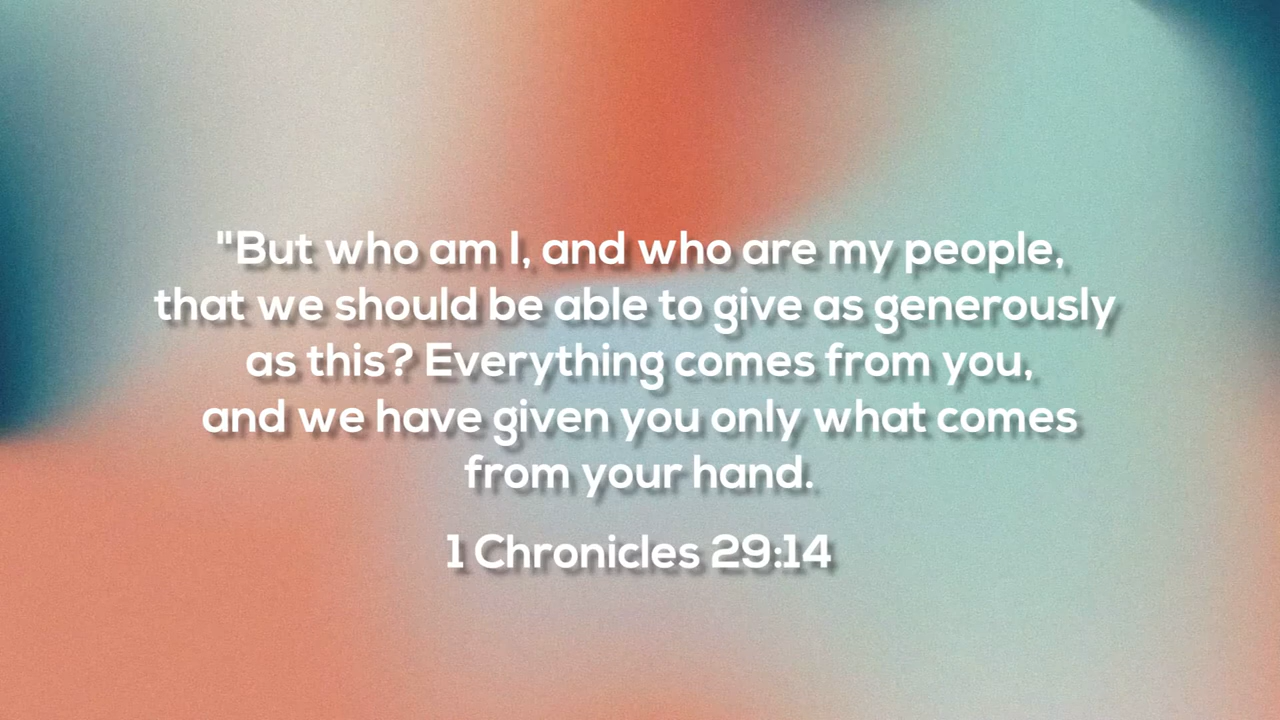 "But who am I, and who are my people,
that we should be able to give as generously
as this? Everything comes from you,
and we have given you only what comes
from your hand.
1 Chronicles 29:14